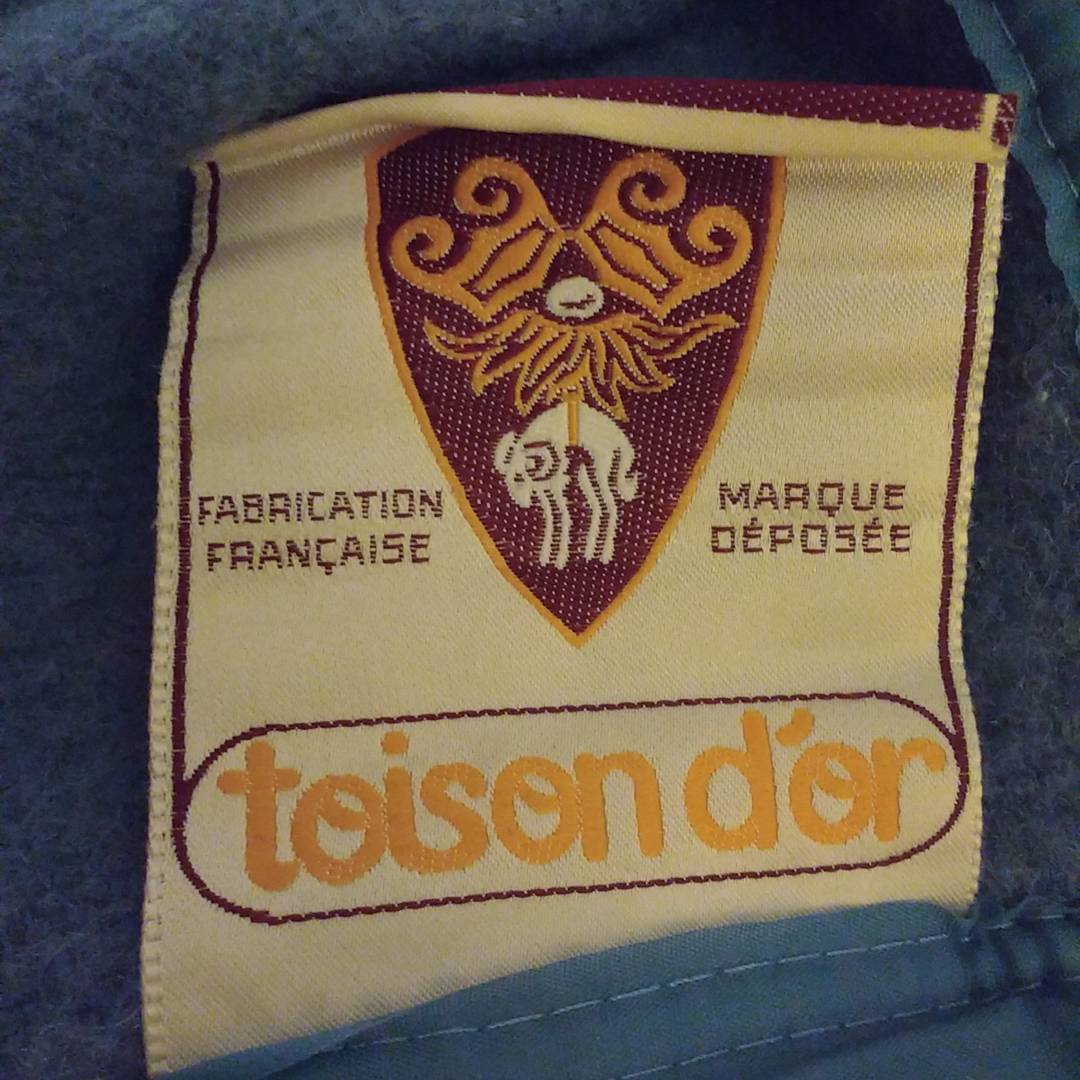 FABRICATION
FRANÇAISE
MARQUE
DÉPOSÉE
toison d'or